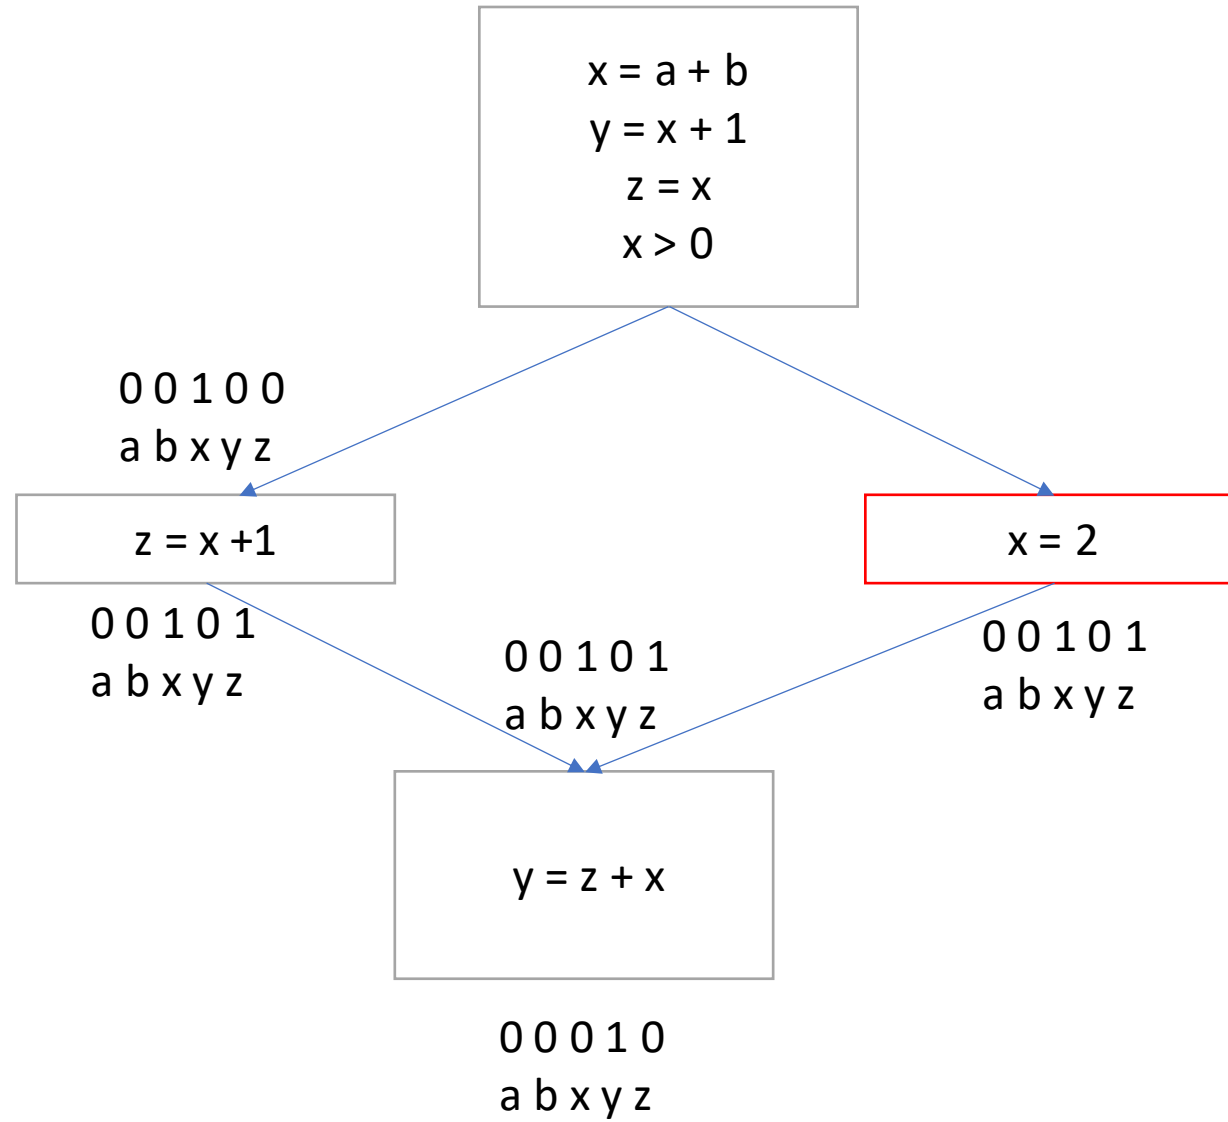 x = a + b
y = x + 1
z = x
x > 0
0 0 1 0 0
a b x y z
z = x +1
x = 2
0 0 1 0 1
a b x y z
0 0 1 0 1
a b x y z
0 0 1 0 1
a b x y z
y = z + x
0 0 0 1 0
a b x y z